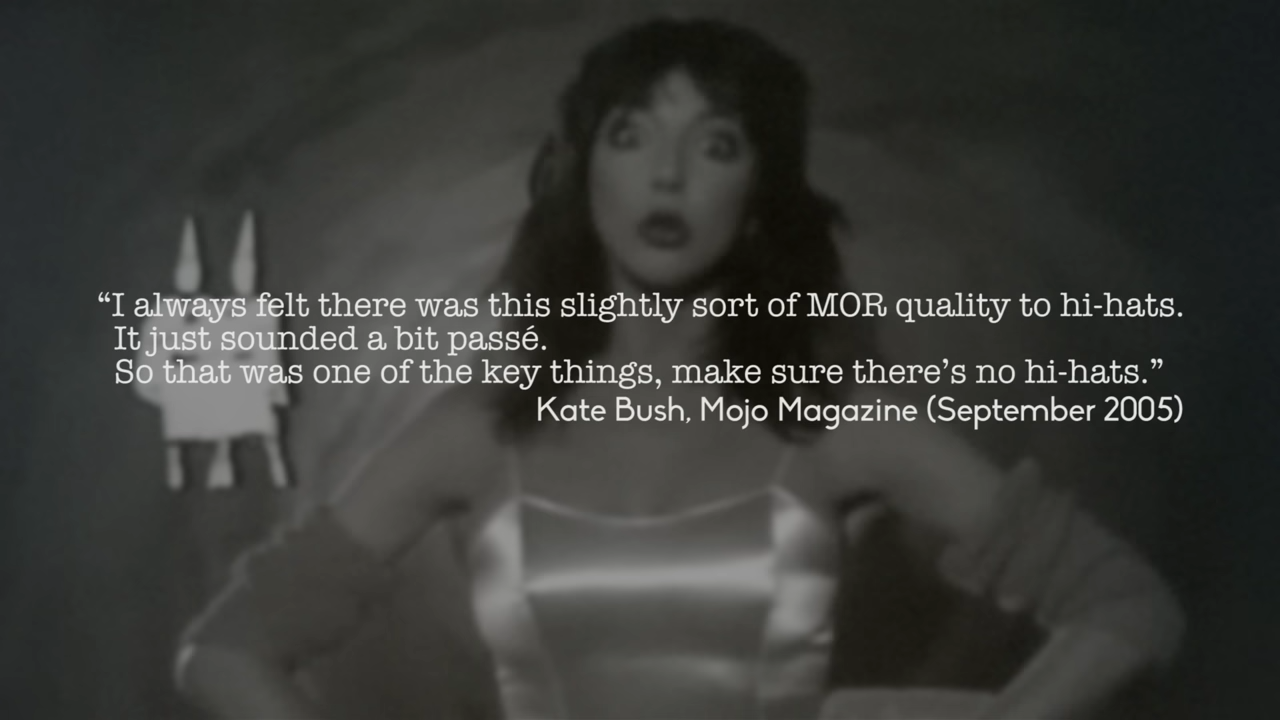 “I always felt there was this slightly sort of MOR quality to hi-hats.
It just sounded a bit passé.
So that was one of the key things, make sure there’s no hi-hats.”
Kate Bush, Mojo Magazine (September 2005)